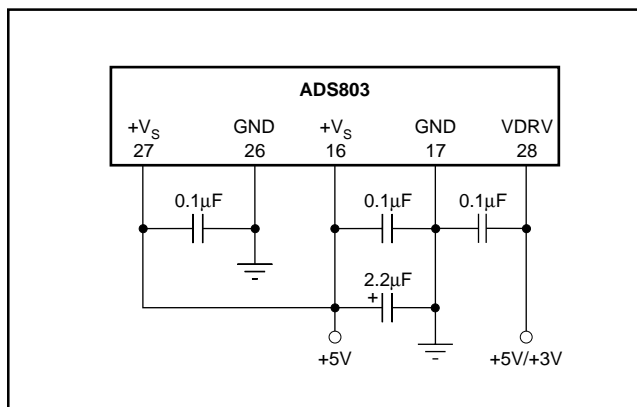 ADS803
+VS GND +VS GND VDRV
27 26 16 17 28
0.1µF 0.1µF 0.1µF
2.2µF
+
+5V +5V/+3V